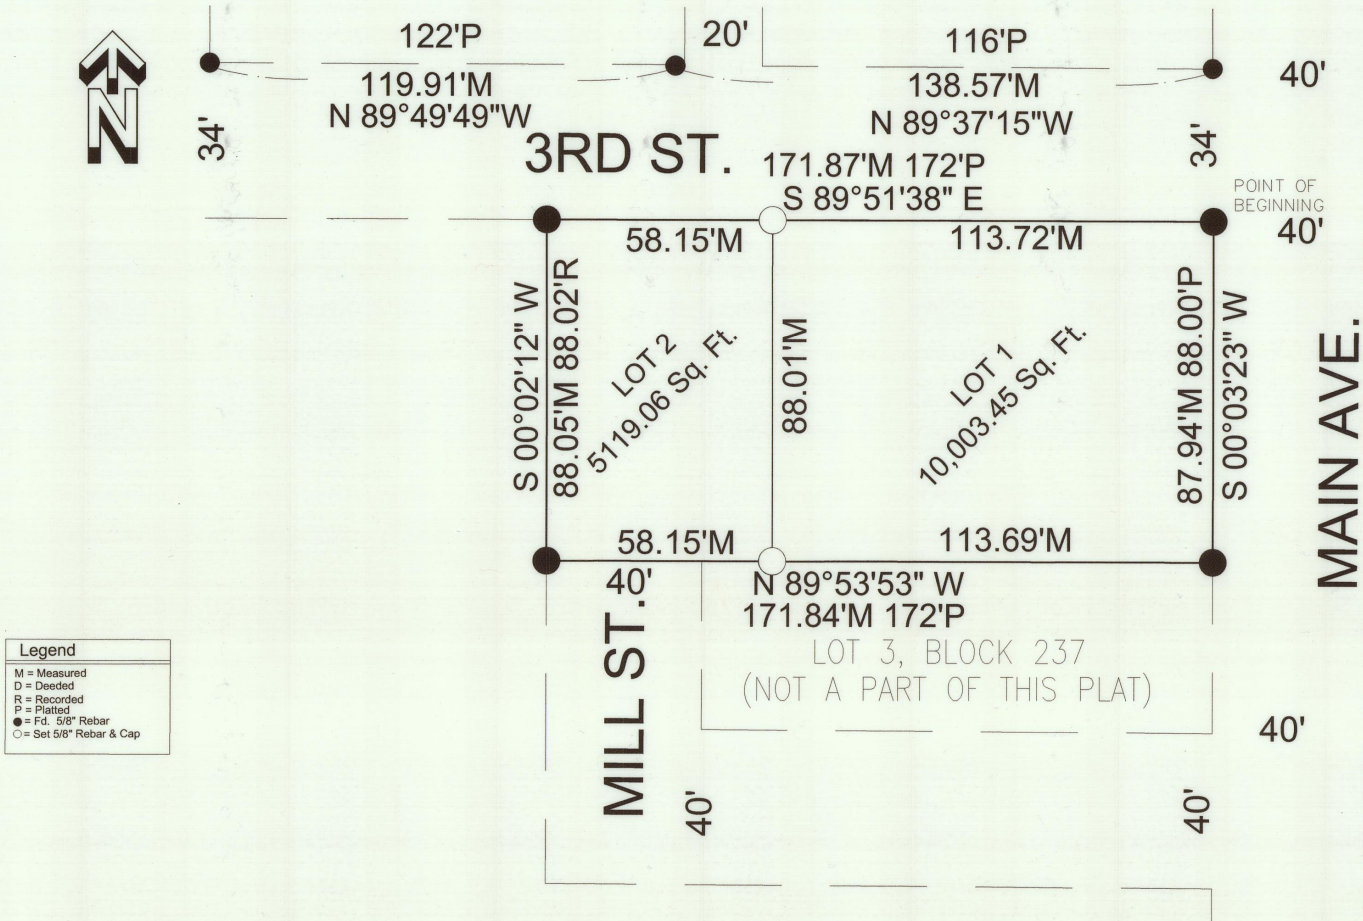 122'P
20'
116'P
40'
119.91'M
138.57'M
N 89°49'49"W
N 89°37'15"W
N
34'
34'
3RD ST.
171.87'M 172'P
S 89°51'38" E
POINT OF
BEGINNING
40'
58.15'M
113.72'M
S 00°02'12" W
88.05'M 88.02'R
LOT 2
5119.06 Sq. Ft.
88.01'M
LOT 1
10,003.45 Sq. Ft.
87.94'M 88.00'P
S 00°03'23" W
MAIN AVE.
58.15'M
113.69'M
40'
N 89°53'53" W
171.84'M 172'P
MILL ST.
LOT 3, BLOCK 237
(NOT A PART OF THIS PLAT)
Legend
M = Measured
D = Deeded
R = Recorded
P = Platted
= Fd. 5/8" Rebar
= Set 5/8" Rebar & Cap
40'
40'
40'